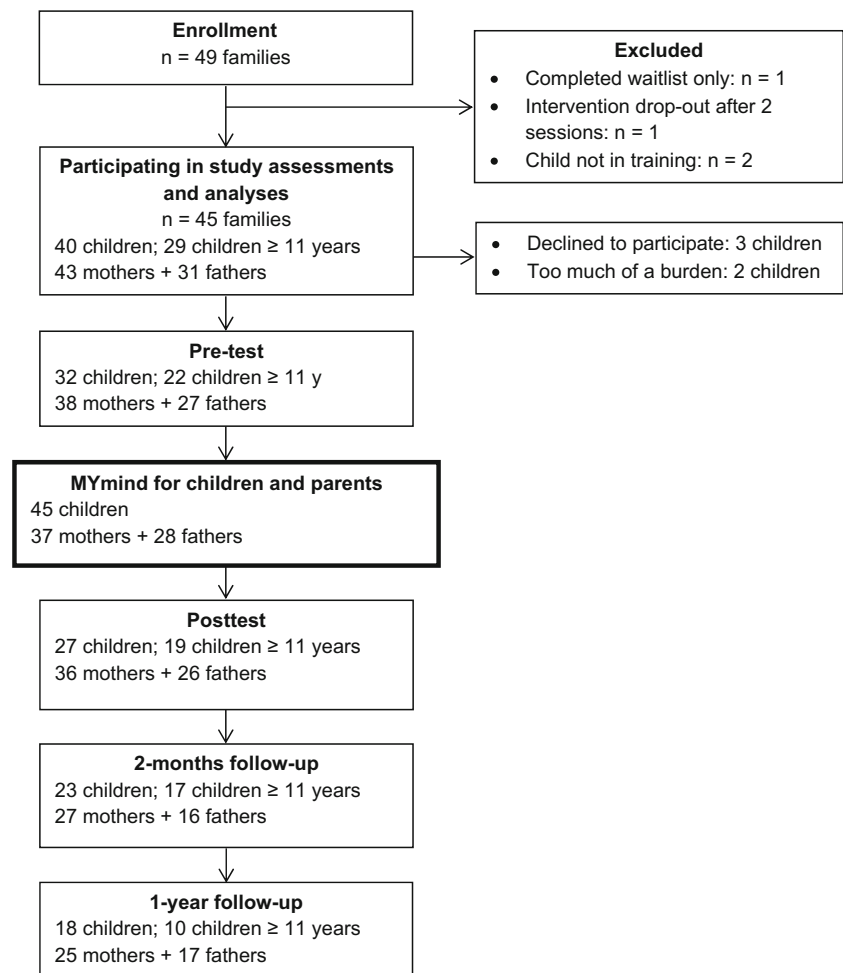 Enrollment
n = 49 families
Excluded
• Completed waitlist only: n = 1
• Intervention drop-out after 2
sessions: n = 1
• Child not in training: n = 2
Participating in study assessments
and analyses
n = 45 families
40 children; 29 children ≥ 11 years
43 mothers + 31 fathers
• Declined to participate: 3 children
• Too much of a burden: 2 children
Pre-test
32 children; 22 children ≥ 11 y
38 mothers + 27 fathers
MYmind for children and parents
45 children
37 mothers + 28 fathers
Posttest
27 children; 19 children ≥ 11 years
36 mothers + 26 fathers
2-months follow-up
23 children; 17 children ≥ 11 years
27 mothers + 16 fathers
1-year follow-up
18 children; 10 children ≥ 11 years
25 mothers + 17 fathers